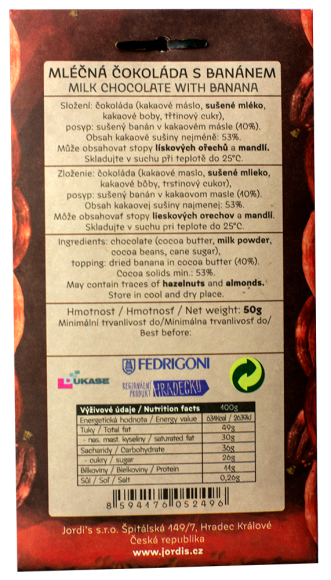 MLÉČNÁ ČOKOLÁDA S BANÁNEM
MILK CHOCOLATE WITH BANANA
Složení: čokoláda (kakaové máslo, sušené mléko,
kakaové boby, třtinový cukr),
posyp: sušený banán v kakaovém másle (10%).
Obsah kakaové sušiny nejméně: 53%.
Může obsahovat stopy lískových ořechů a mandlí.
Skladujte v suchu při teplotě do 25°C.
Zloženie: čokoláda (kakaové maslo, sušené mlieko,
kakaové bôby, trstinový cukor),
posyp: sušený banán v kakaovom masle (10%).
Obsah kakaovej sušiny najmenej: 53%.
Môže obsahovať stopy lieskových orechov a mandlí.
Skladujte v suchu pri teplote do 25°C.
Ingredients: chocolate (cocoa butter, milk powder,
cocoa beans, cane sugar),
topping: dried banana in cocoa butter (10%).
Cocoa solids min.: 53%.
May contain traces of hazelnuts and almonds.
Store in cool and dry place.
Hmotnost / Hmotnosť / Net weight: 50g
Minimální trvanlivost do/Minimálna trvanlivosť do/
Best before:
DUKASE
FEDRIGONI
REGIONÁLNÍ PRODUKT HRADECKO
Výživové údaje / Nutrition facts 100g
Energetická hodnota / Energy value 634kcal / 2637kJ
Tuky / Total fat 49g
- nas. mast. kyseliny / saturated fat 30g
Sacharidy / Carbohydrate 36g
- cukry / sugar 26g
Bílkoviny / Bielkoviny / Protein 11g
Sůl / Soľ / Salt 0,26g
8 594176 052496
Jordi's s.r.o. Špitálská 149/7, Hradec Králové
Česká republika
www.jordis.cz